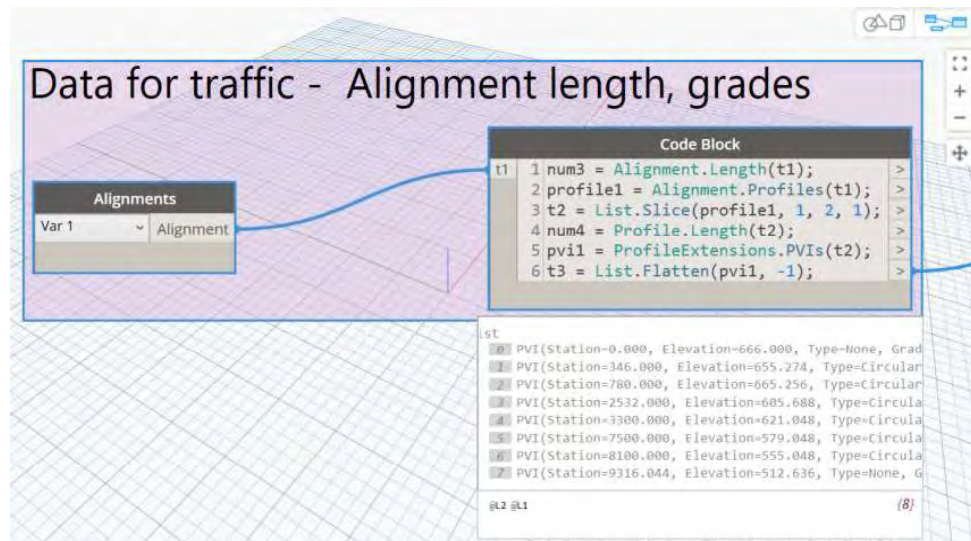 Data for traffic - Alignment length, grades
Alignments
Var 1
Alignment
Code Block
t1
1 num3 = Alignment.Length(t1); >
2 profile1 = Alignment.Profiles(t1); >
3 t2 = List.Slice(profile1, 1, 2, 1); >
4 num4 = Profile.Length(t2); >
5 pvi1 = ProfileExtensions.PVIs(t2); >
6 t3 = List.Flatten(pvi1, -1); >
ist
0 PVI(Station=0.000, Elevation=666.000, Type=None, Grad
1 PVI(Station=346.000, Elevation=655.274, Type=Circular
2 PVI(Station=780.000, Elevation=665.256, Type=Circular
3 PVI(Station=2532.000, Elevation=605.688, Type=Circula
4 PVI(Station=3300.000, Elevation=621.048, Type=Circula
5 PVI(Station=7500.000, Elevation=579.048, Type=Circula
6 PVI(Station=8100.000, Elevation=555.048, Type=Circula
7 PVI(Station=9316.044, Elevation=512.636, Type=None, G
@L2 @L1 {8}